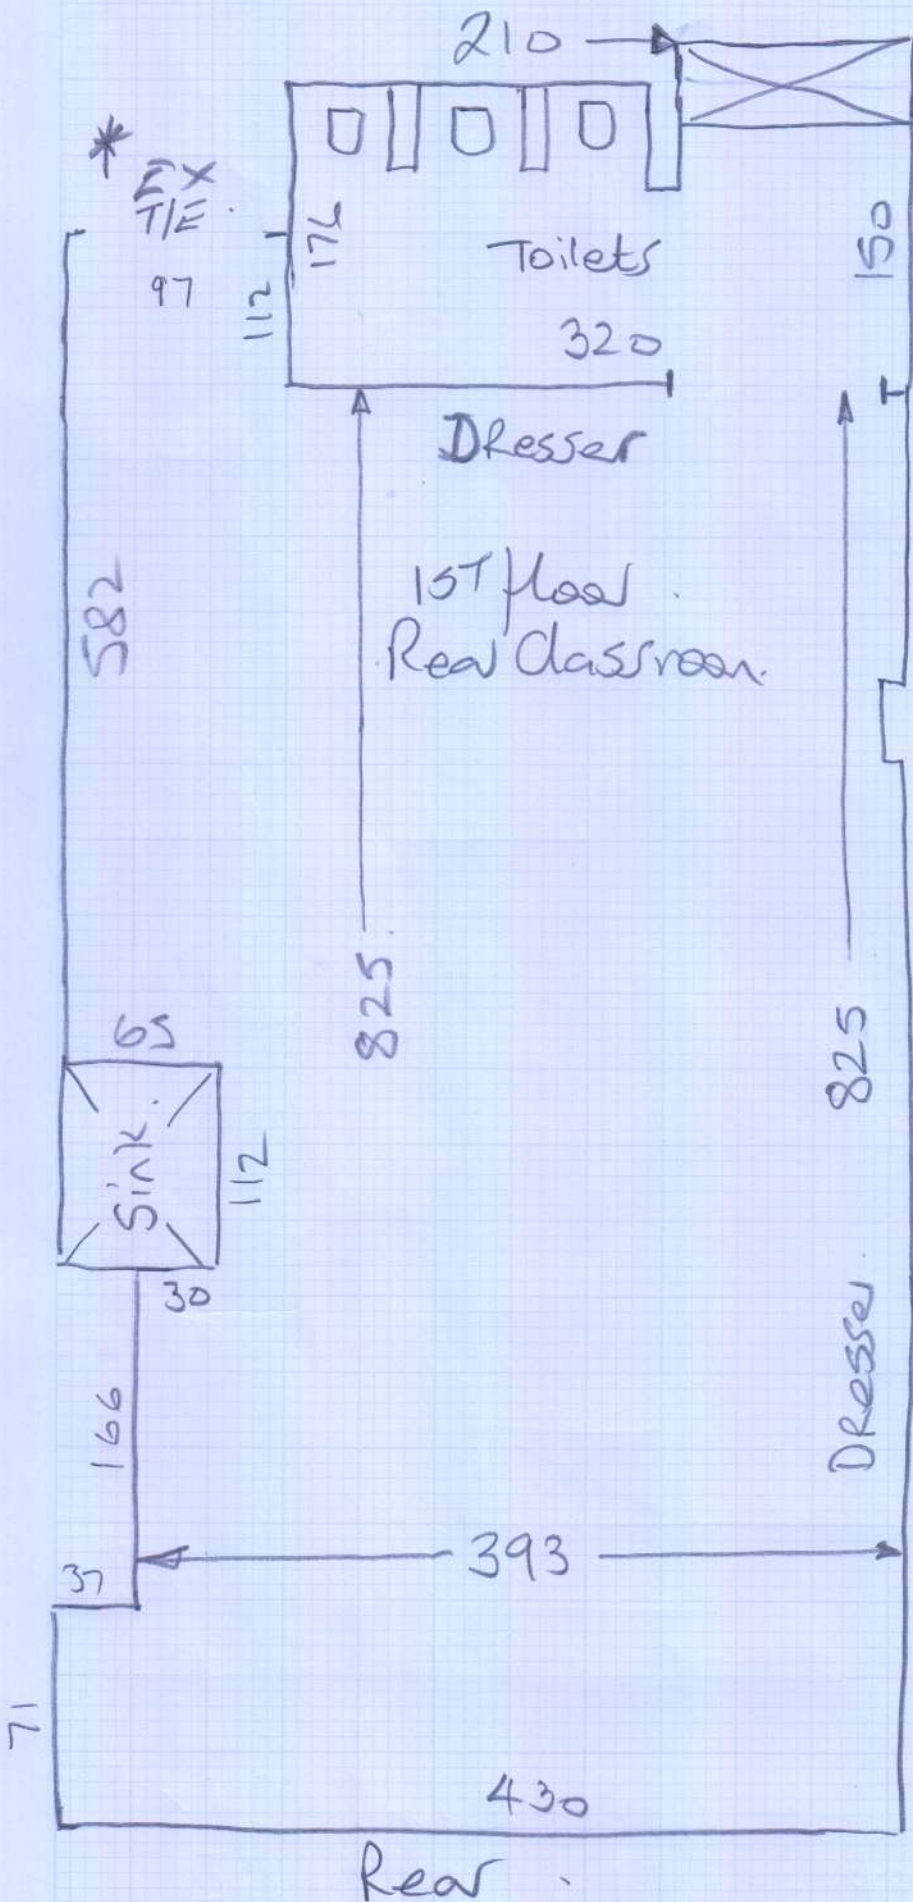 210
*
EX
T/E.
97
112
176
Toilets
150
320
Dresser
582
1ST floor.
Rear Classroom.
825.
825
65
Sink.
112
30
166
Dresser
37
393
71
430
Rear.